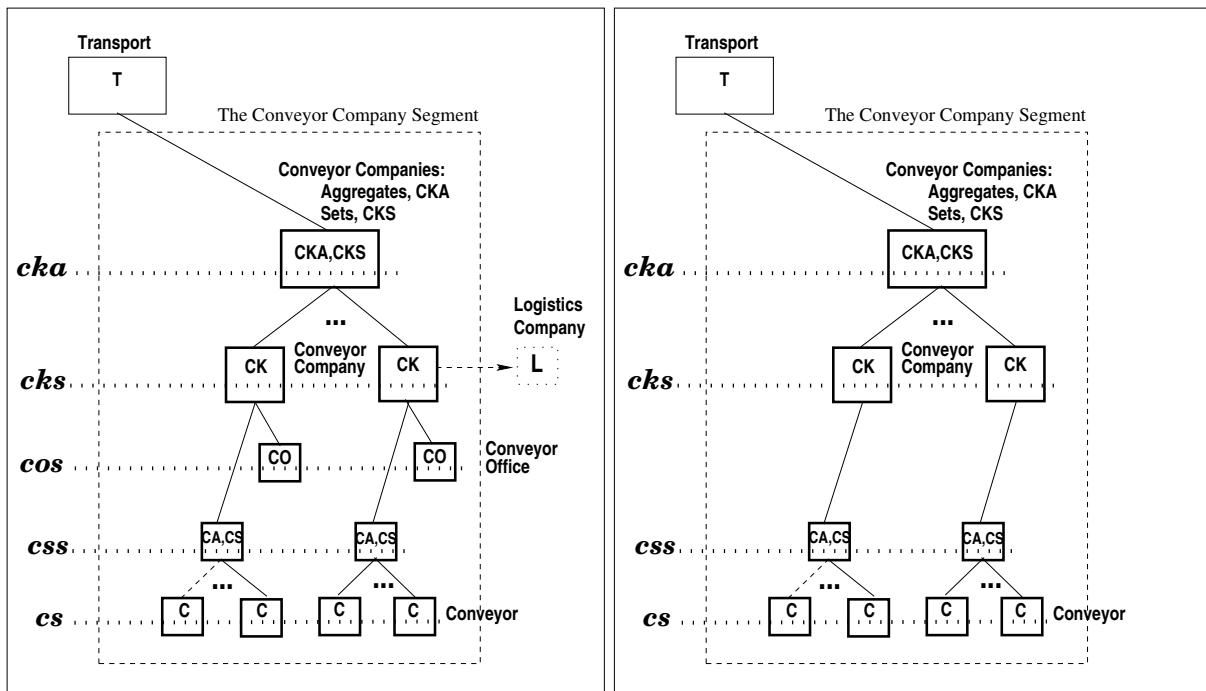 Transport
T
The Conveyor Company Segment
Conveyor Companies:
Aggregates, CKA
Sets, CKS
CKA,CKS
cka
...
Logistics
Company
CK
Conveyor
Company
CK
L
cks
CO
CO
Conveyor
Office
cos
CA,CS
CA,CS
css
...
...
C
C
C
C
Conveyor
cs
Transport
T
The Conveyor Company Segment
Conveyor Companies:
Aggregates, CKA
Sets, CKS
CKA,CKS
cka
...
CK
Conveyor
Company
CK
cks
CA,CS
CA,CS
css
...
...
C
C
C
C
Conveyor
cs